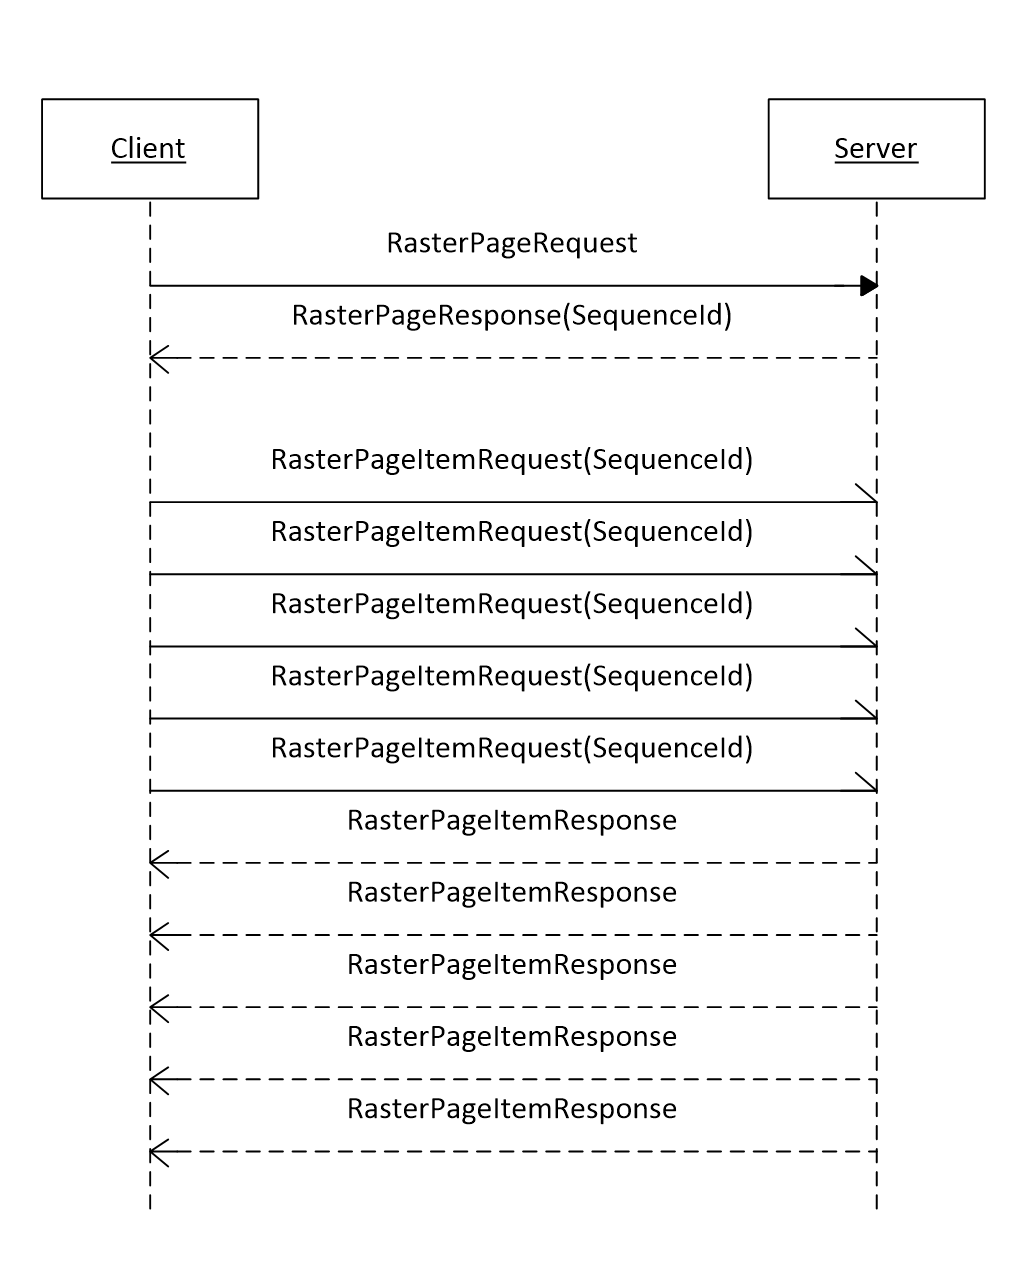 Client
Server
RasterPageRequest
RasterPageResponse(SequenceId)
RasterPageItemRequest(SequenceId)
RasterPageItemRequest(SequenceId)
RasterPageItemRequest(SequenceId)
RasterPageItemRequest(SequenceId)
RasterPageItemRequest(SequenceId)
RasterPageItemResponse
RasterPageItemResponse
RasterPageItemResponse
RasterPageItemResponse
RasterPageItemResponse